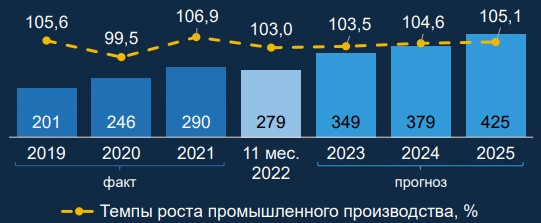 105,6 99,5 106,9 103,0 103,5 104,6 105,1
201 246 290 279 349 379 425
2019 2020 2021 11 мес. 2022 2023 2024 2025
факт прогноз
Темпы роста промышленного производства, %